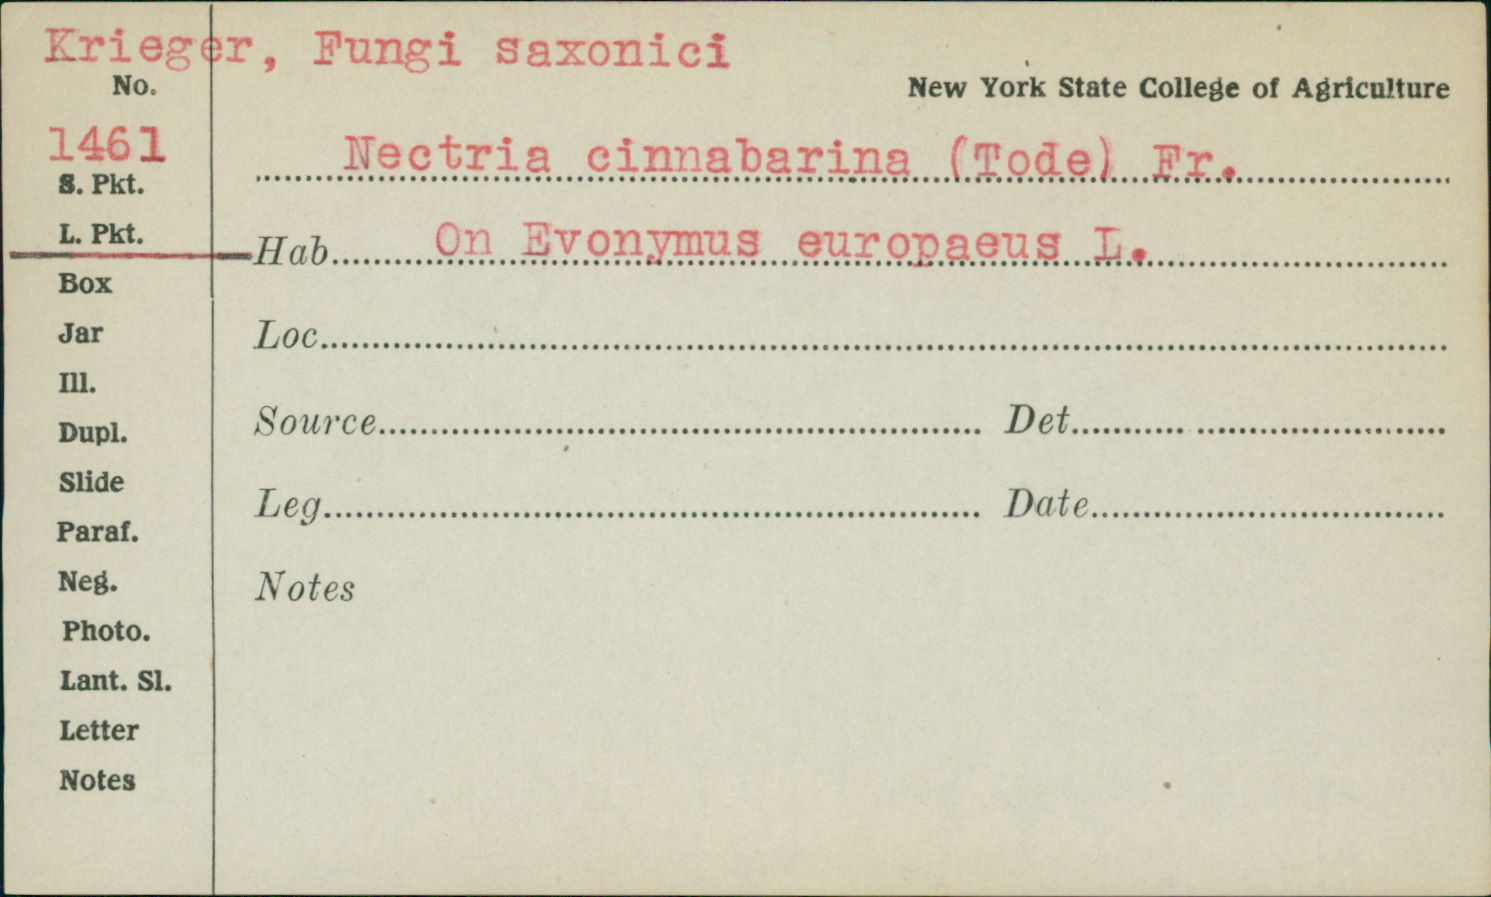 Krieger, Fungi saxonici
No.
New York State College of Agriculture
1461
Nectria cinnabarina (Tode) Fr.
S. Pkt.
L. Pkt.
Hab. On Evonymus europaeus L.
Box
Jar
Loc.
Ill.
Dupl.
Source Det.
Slide
Leg. Date
Paraf.
Neg.
Notes
Photo.
Lant. Sl.
Letter
Notes